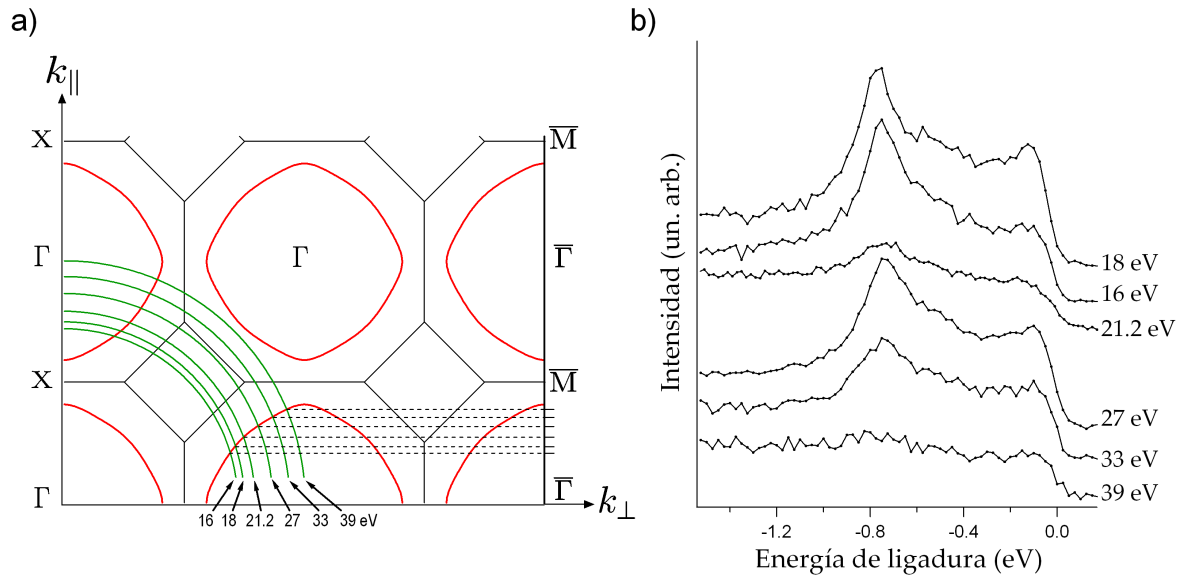 a)
k∥
X
M̅
Γ
Γ
Γ̅
X
M̅
Γ
Γ̅
k⊥
16 18 21.2 27 33 39 eV
b)
Intensidad (un. arb.)
18 eV
16 eV
21.2 eV
27 eV
33 eV
39 eV
-1.2 -0.8 -0.4 0.0
Energía de ligadura (eV)